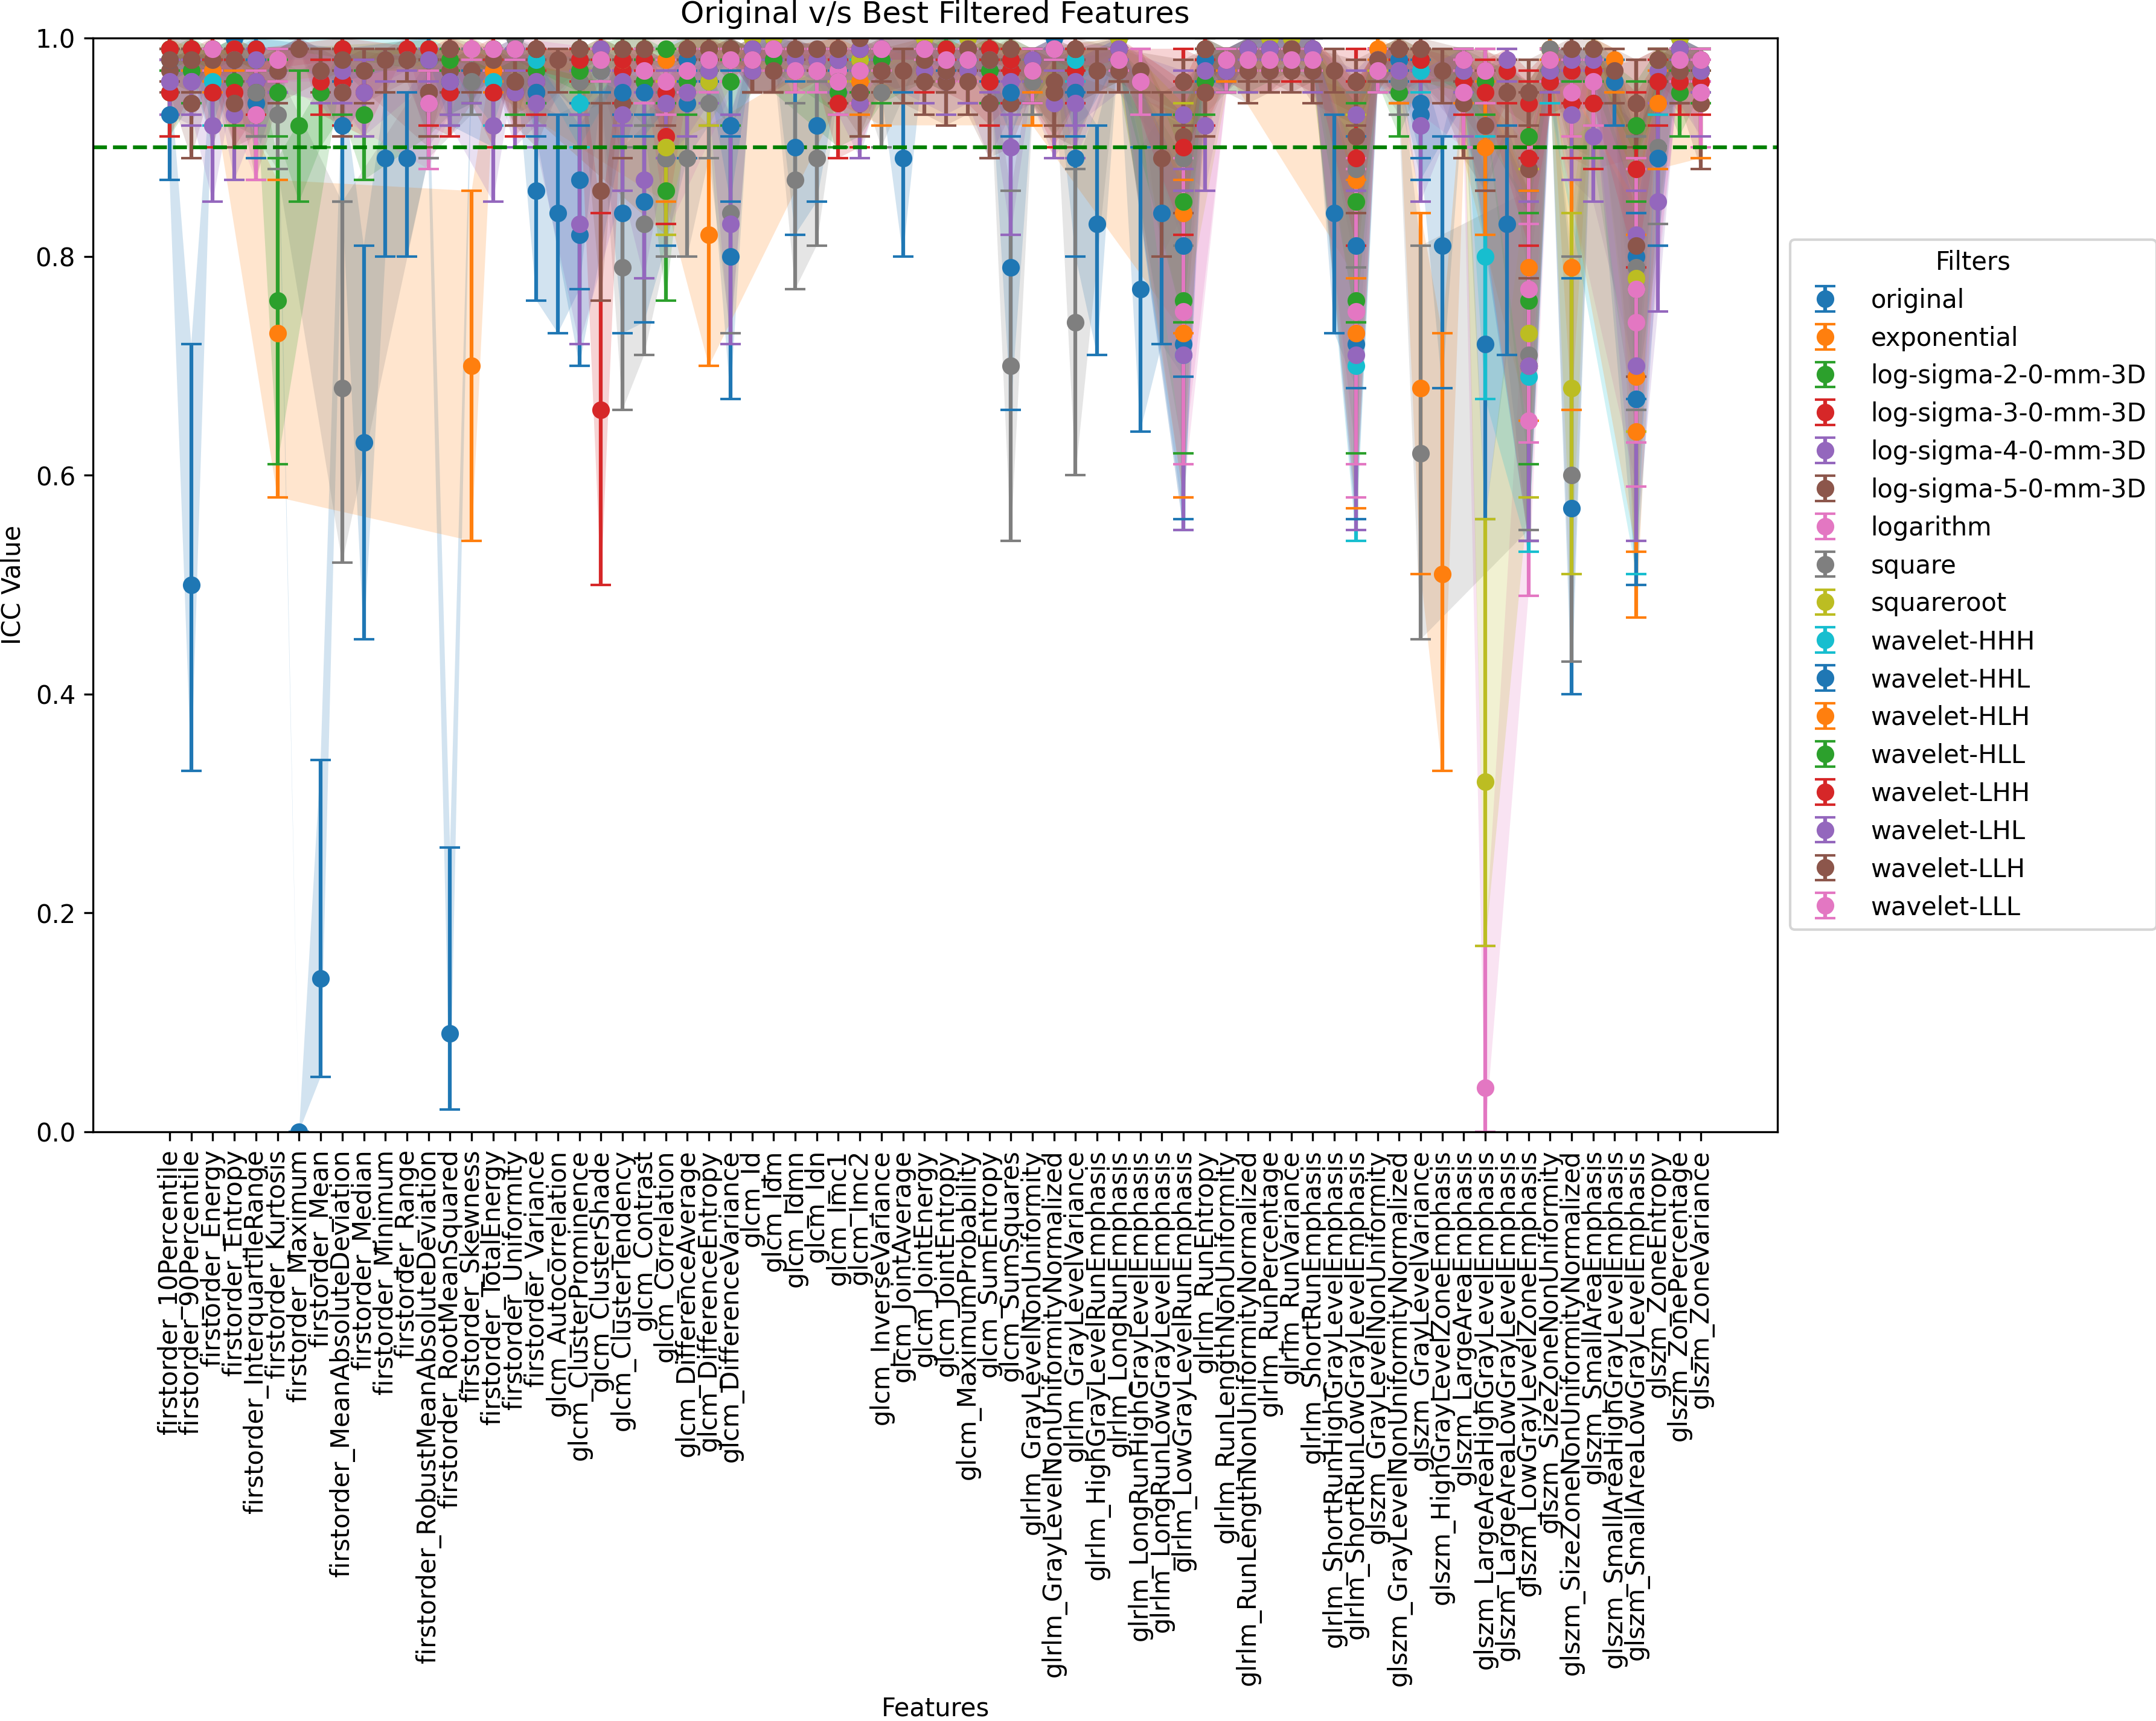 Original v/s Best Filtered Features
1.0
0.8
0.6
0.4
0.2
0.0
ICC Value
firstorder_10Percentile
firstorder_90Percentile
firstorder_Energy
firstorder_Entropy
firstorder_InterquartileRange
firstorder_Kurtosis
firstorder_Maximum
firstorder_Mean
firstorder_MeanAbsoluteDeviation
firstorder_Median
firstorder_Minimum
firstorder_Range
firstorder_RobustMeanAbsoluteDeviation
firstorder_RootMeanSquared
firstorder_Skewness
firstorder_TotalEnergy
firstorder_Uniformity
firstorder_Variance
glcm_Autocorrelation
glcm_ClusterProminence
glcm_ClusterShade
glcm_ClusterTendency
glcm_Contrast
glcm_Correlation
glcm_DifferenceAverage
glcm_DifferenceEntropy
glcm_DifferenceVariance
glcm_Id
glcm_Idm
glcm_Idmn
glcm_Idn
glcm_Imc1
glcm_Imc2
glcm_InverseVariance
glcm_JointAverage
glcm_JointEnergy
glcm_JointEntropy
glcm_MaximumProbability
glcm_SumEntropy
glcm_SumSquares
glrlm_GrayLevelNonUniformity
glrlm_GrayLevelNonUniformityNormalized
glrlm_GrayLevelVariance
glrlm_HighGrayLevelRunEmphasis
glrlm_LongRunEmphasis
glrlm_LongRunHighGrayLevelEmphasis
glrlm_LongRunLowGrayLevelEmphasis
glrlm_LowGrayLevelRunEmphasis
glrlm_RunEntropy
glrlm_RunLengthNonUniformity
glrlm_RunLengthNonUniformityNormalized
glrlm_RunPercentage
glrlm_RunVariance
glrlm_ShortRunEmphasis
glrlm_ShortRunHighGrayLevelEmphasis
glrlm_ShortRunLowGrayLevelEmphasis
glszm_GrayLevelNonUniformity
glszm_GrayLevelNonUniformityNormalized
glszm_GrayLevelVariance
glszm_HighGrayLevelZoneEmphasis
glszm_LargeAreaEmphasis
glszm_LargeAreaHighGrayLevelEmphasis
glszm_LargeAreaLowGrayLevelEmphasis
glszm_LowGrayLevelZoneEmphasis
glszm_SizeZoneNonUniformity
glszm_SizeZoneNonUniformityNormalized
glszm_SmallAreaEmphasis
glszm_SmallAreaHighGrayLevelEmphasis
glszm_SmallAreaLowGrayLevelEmphasis
glszm_ZoneEntropy
glszm_ZonePercentage
glszm_ZoneVariance
Features
Filters
original
exponential
log-sigma-2-0-mm-3D
log-sigma-3-0-mm-3D
log-sigma-4-0-mm-3D
log-sigma-5-0-mm-3D
logarithm
square
squareroot
wavelet-HHH
wavelet-HHL
wavelet-HLH
wavelet-HLL
wavelet-LHH
wavelet-LHL
wavelet-LLH
wavelet-LLL